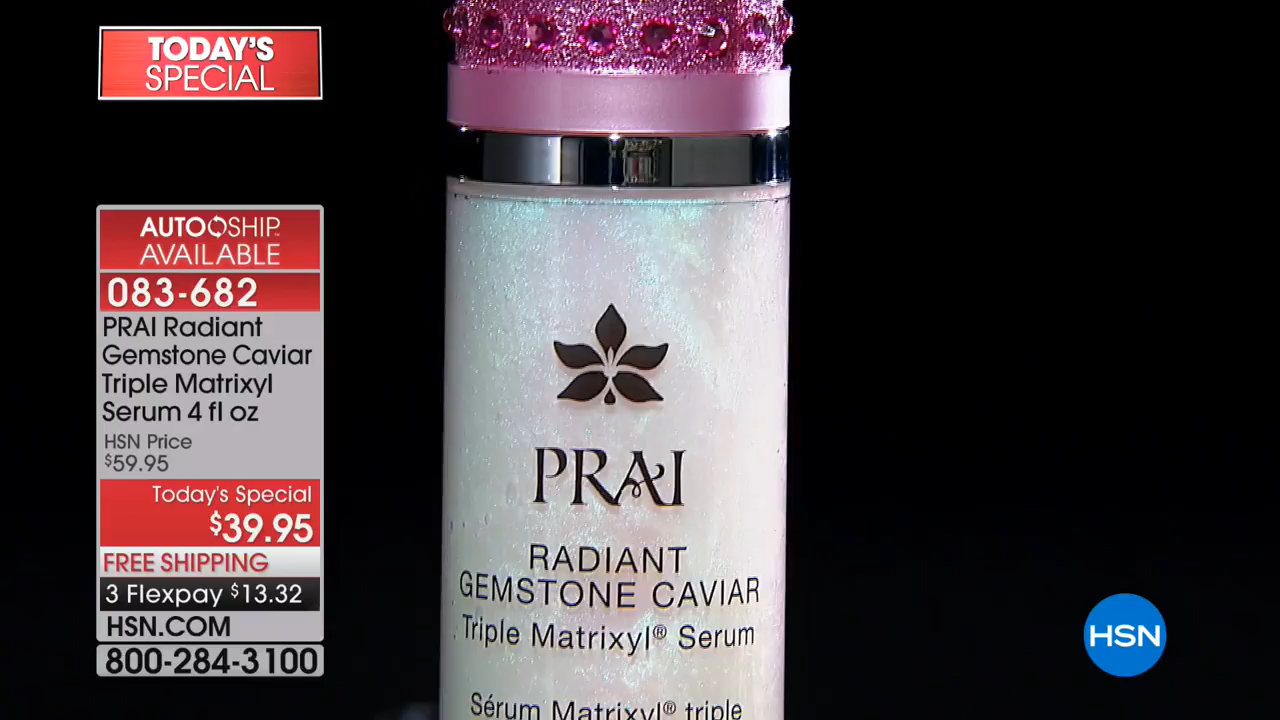 TODAY'S
SPECIAL
AUTO SHIP
AVAILABLE
083-682
PRAI Radiant
Gemstone Caviar
Triple Matrixyl
Serum 4 fl oz
HSN Price
$59.95
Today's Special
$39.95
FREE SHIPPING
3 Flexpay $13.32
HSN.COM
800-284-3100
PRAI
RADIANT
GEMSTONE CAVIAR
Triple Matrixyl® Serum
Sérum Matrixyl® triple
HSN